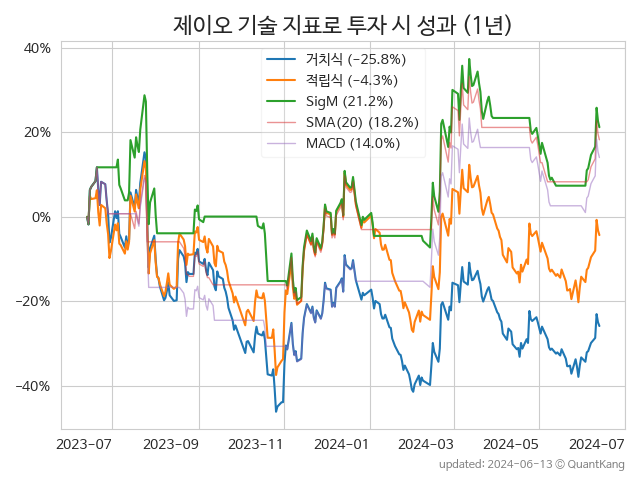 제이오 기술 지표로 투자 시 성과 (1년)
40%
20%
0%
−20%
−40%
거치식 (−25.8%)
적립식 (−4.3%)
SigM (21.2%)
SMA(20) (18.2%)
MACD (14.0%)
2023-07
2023-09
2023-11
2024-01
2024-03
2024-05
2024-07
updated: 2024-06-13 ⓒ QuantKang